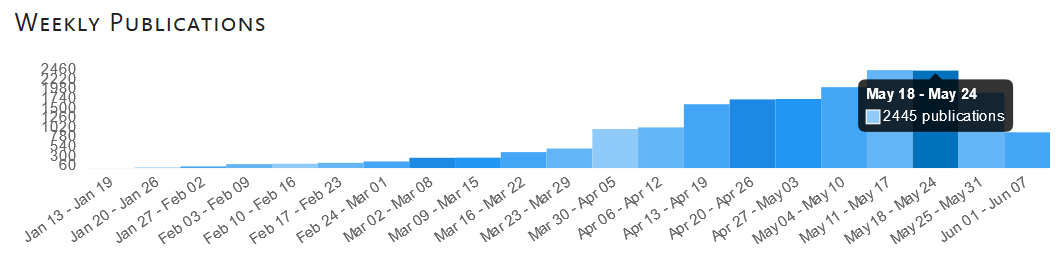 Weekly Publications
2460
2220
1980
1740
1500
1260
1020
780
540
300
60
May 18 - May 24
2445 publications
Jan 13 - Jan 19
Jan 20 - Jan 26
Jan 27 - Feb 02
Feb 03 - Feb 09
Feb 10 - Feb 16
Feb 17 - Feb 23
Feb 24 - Mar 01
Mar 02 - Mar 08
Mar 09 - Mar 15
Mar 16 - Mar 22
Mar 23 - Mar 29
Mar 30 - Apr 05
Apr 06 - Apr 12
Apr 13 - Apr 19
Apr 20 - Apr 26
Apr 27 - May 03
May 04 - May 10
May 11 - May 17
May 18 - May 24
May 25 - May 31
Jun 01 - Jun 07